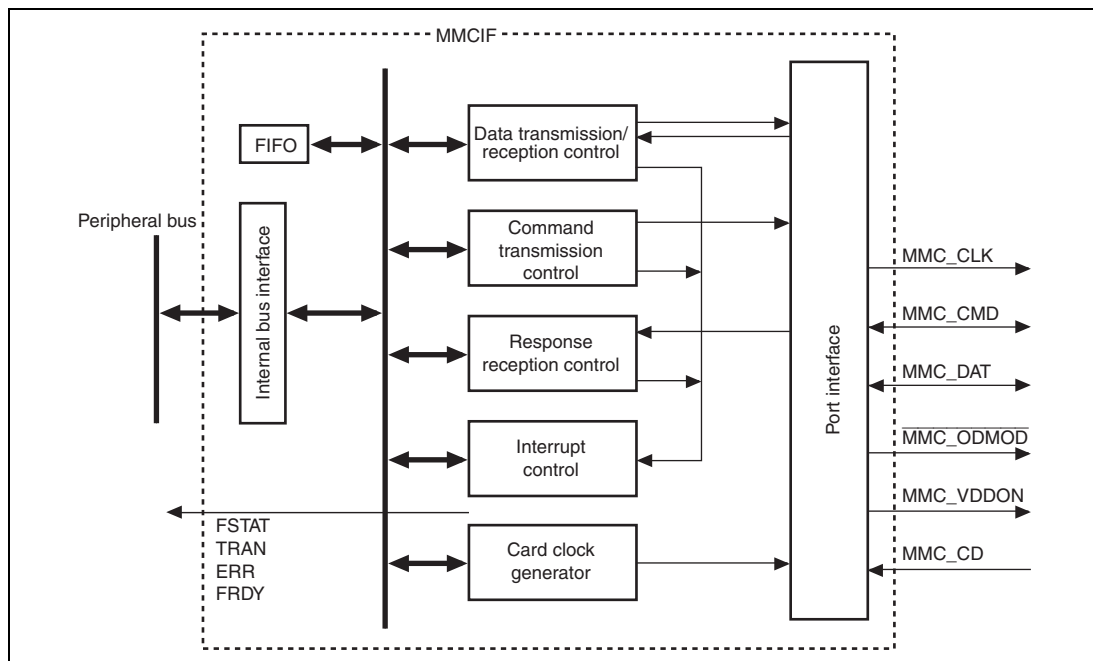 MMCIF
FIFO
Data transmission/
reception control
Peripheral bus
Internal bus interface
Command
transmission
control
Response
reception control
Interrupt
control
FSTAT
TRAN
ERR
FRDY
Card clock
generator
Port interface
MMC_CLK
MMC_CMD
MMC_DAT
MMC_ODMOD
MMC_VDDON
MMC_CD